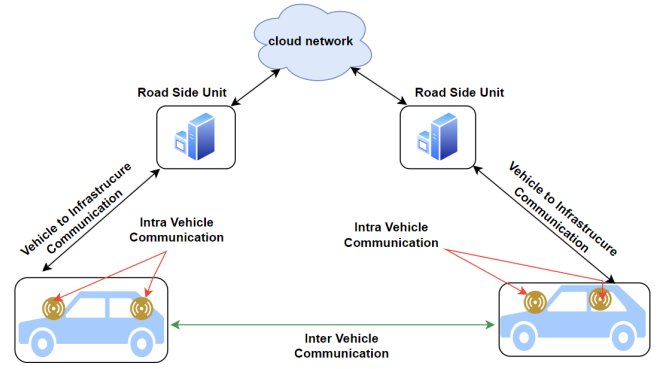 cloud network
Road Side Unit
Road Side Unit
Vehicle to Infrastrucure
Communication
Intra Vehicle
Communication
Intra Vehicle
Communication
Vehicle to Infrastrucure
Communication
Inter Vehicle
Communication